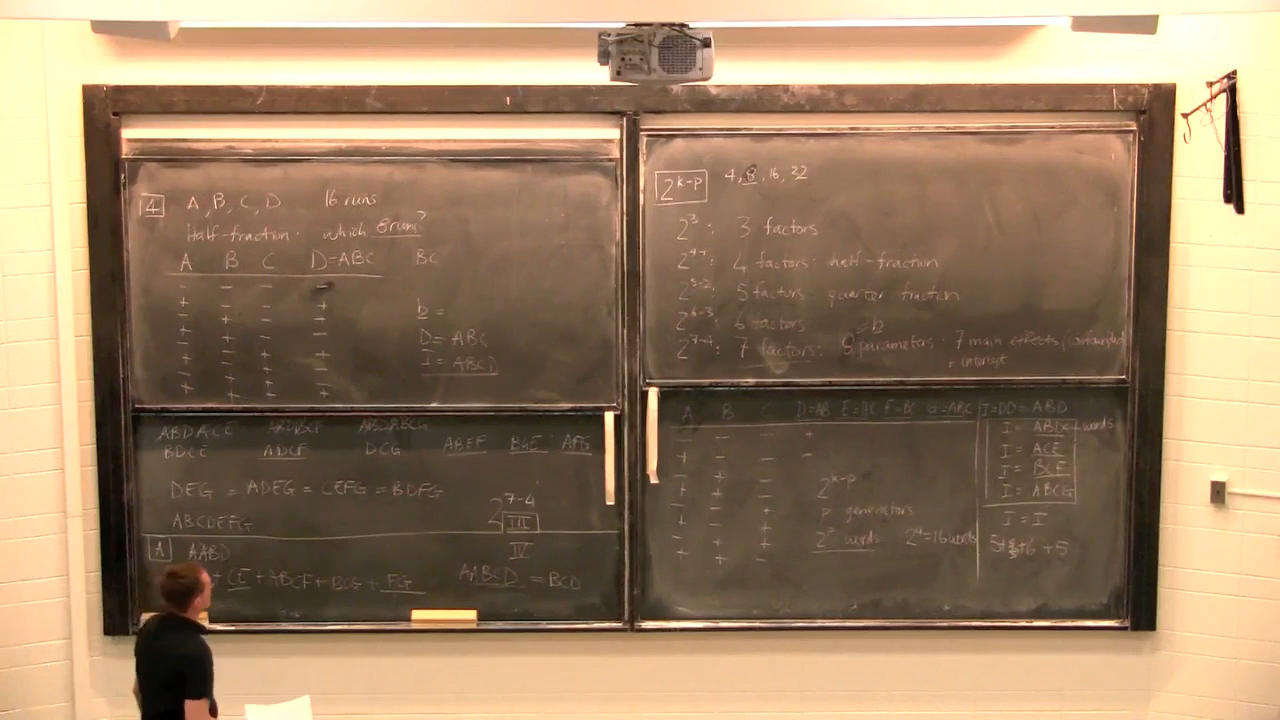 4 A, B, C, D 16 runs
Half-fraction. which 8 runs?
A B C D=ABC BC
- - - -
+ - - +
- + - +
+ + - -
- - + +
+ - + -
- + + -
+ + + +
b =
D = ABC
I = ABCD
ABDACE ABDBCF ABDABCG
BDCE ADCF DCG ABEF BGE AFG
DEG = ADEG = CEFG = BDFG
ABCDEFG
2^7-4
III
IV
A AABD
+ CE + ABCF + BCG + FG AABCD = BCD
2^k-p 4, 8, 16, 32
2^3: 3 factors
2^4-1: 4 factors: half-fraction
2^5-2: 5 factors: quarter fraction
2^6-3: 6 factors = b
2^7-4: 7 factors: 8 parameters: 7 main effects (confounded)
+ intercept
A B C D=AB E=AC F=BC G=ABC I=DD=ABD
- - - +
+ - - -
I = ABD words
I = ACE
I = BCF
I = ABCG
I = I
2^k-p
p generators
2^p words 2^4=16 words